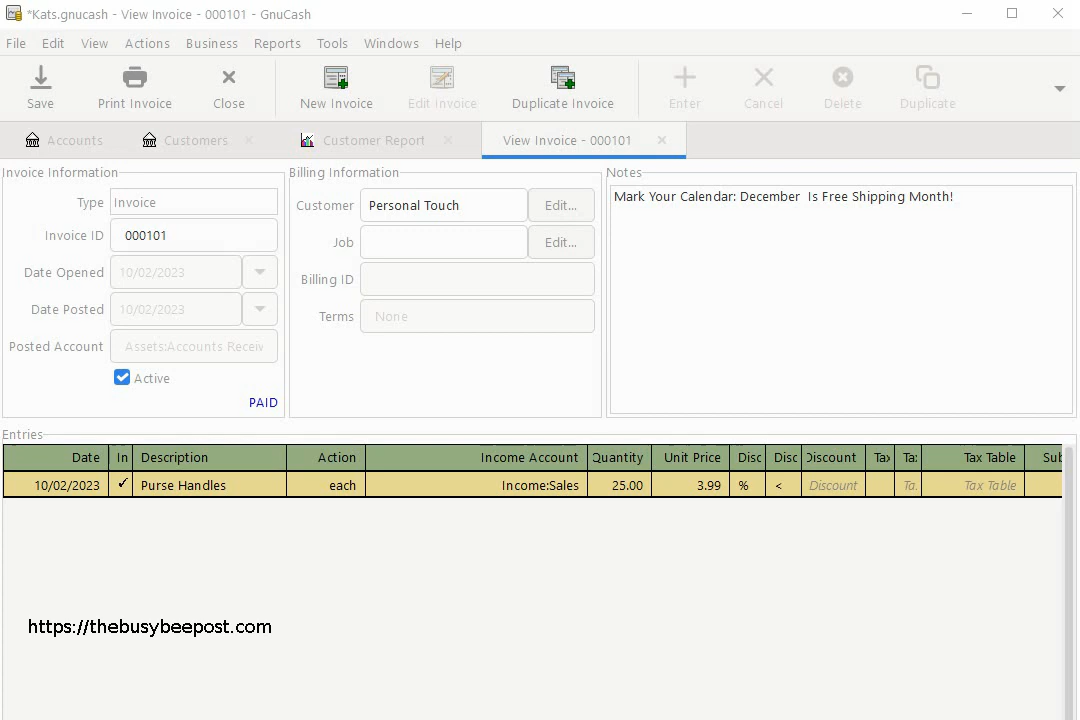 *Kats.gnucash - View Invoice - 000101 - GnuCash
File Edit View Actions Business Reports Tools Windows Help
Save Print Invoice Close New Invoice Edit Invoice Duplicate Invoice Enter Cancel Delete Duplicate
Accounts Customers Customer Report View Invoice - 000101
Invoice Information
Type Invoice
Invoice ID 000101
Date Opened 10/02/2023
Date Posted 10/02/2023
Posted Account Assets:Accounts Receiv
Active
PAID
Billing Information
Customer Personal Touch Edit...
Job Edit...
Billing ID
Terms None
Notes
Mark Your Calendar: December  Is Free Shipping Month!
Entries
Date In Description Action Income Account Quantity Unit Price Disc Disc Discount Tax Ta: Tax Table Sub
10/02/2023 ✓ Purse Handles each Income:Sales 25.00 3.99 % < Discount Ta. Tax Table
https://thebusybeepost.com